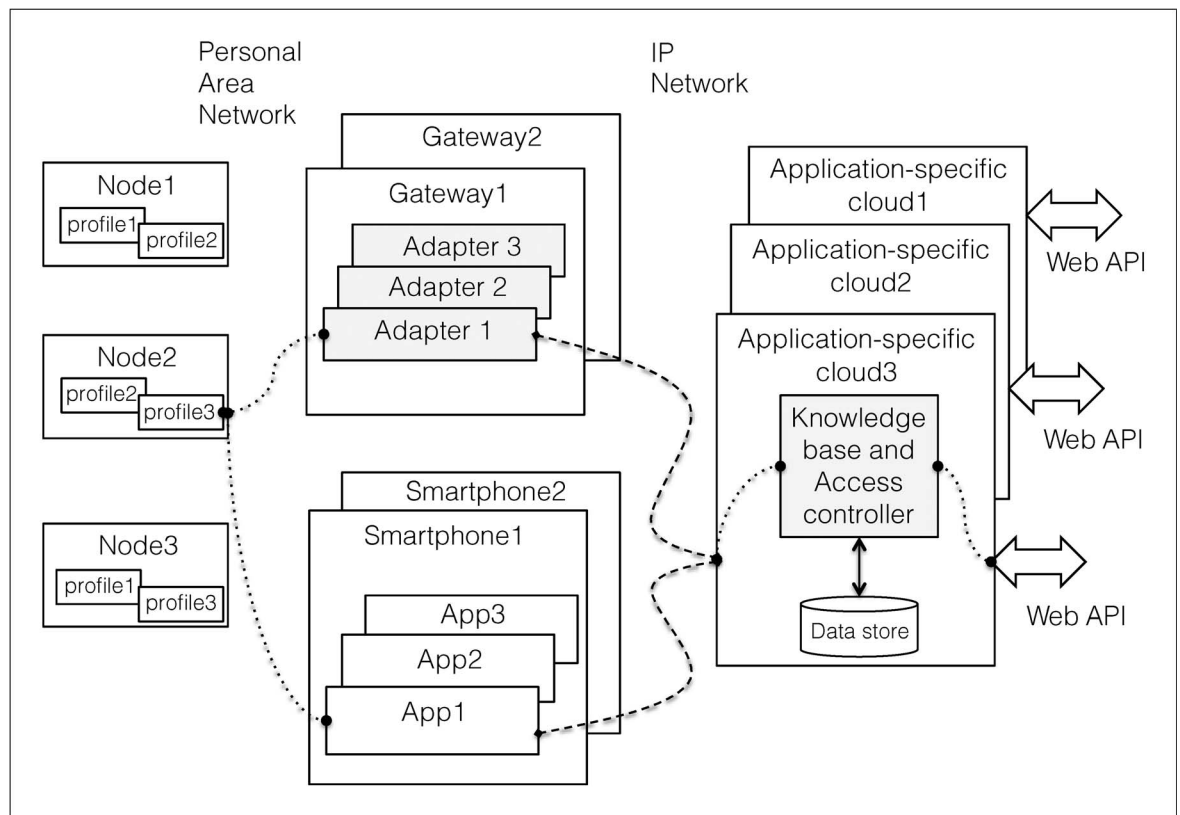 Personal
Area
Network
IP
Network
Node1
profile1
profile2
Node2
profile2
profile3
Node3
profile1
profile3
Gateway2
Gateway1
Adapter 3
Adapter 2
Adapter 1
Smartphone2
Smartphone1
App3
App2
App1
Application-specific
cloud1
Application-specific
cloud2
Application-specific
cloud3
Knowledge
base and
Access
controller
Data store
Web API
Web API
Web API